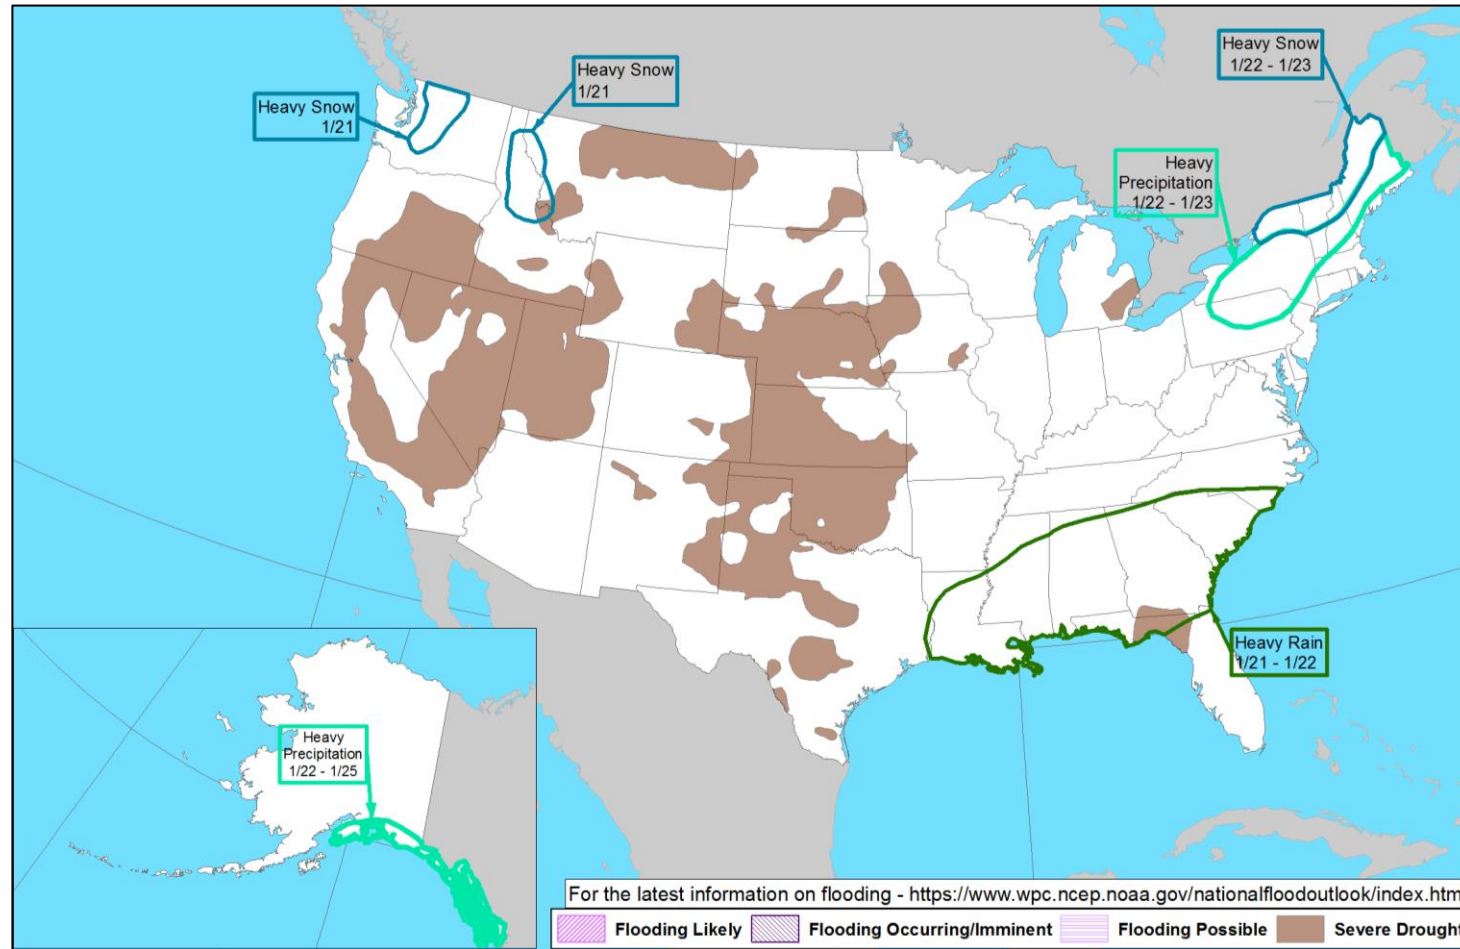 Heavy Snow
1/21
Heavy Snow
1/21
Heavy Snow
1/22 - 1/23
Heavy
Precipitation
1/22 - 1/23
Heavy Rain
1/21 - 1/22
Heavy
Precipitation
1/22 - 1/25
For the latest information on flooding - https://www.wpc.ncep.noaa.gov/nationalfloodoutlook/index.htm
Flooding Likely
Flooding Occurring/Imminent
Flooding Possible
Severe Drought